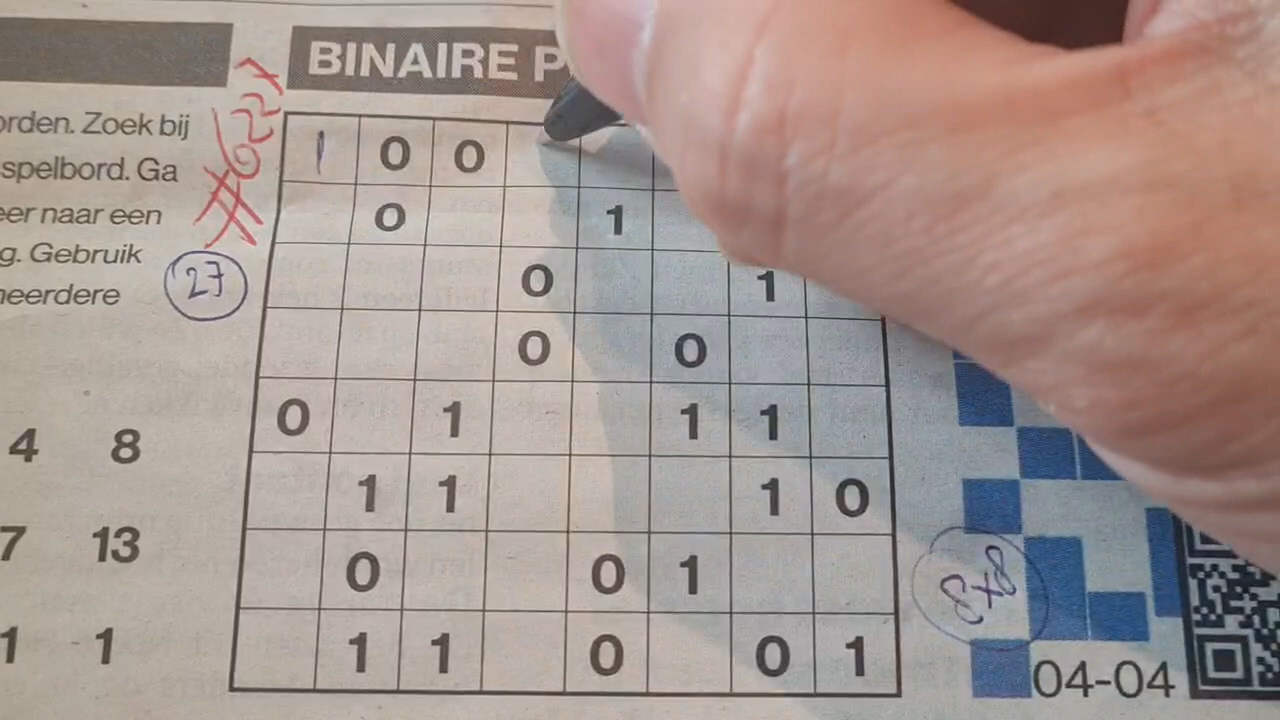 BINAIRE P
#6227
orden. Zoek bij
spelbord. Ga
eer naar een
g. Gebruik
neerdere
27
1 0 0
0 1
0 1
0 0
0 1 1 1
1 1 1 0
0 0 1
1 1 0 0 1
4 8
7 13
1 1
8x8
04-04